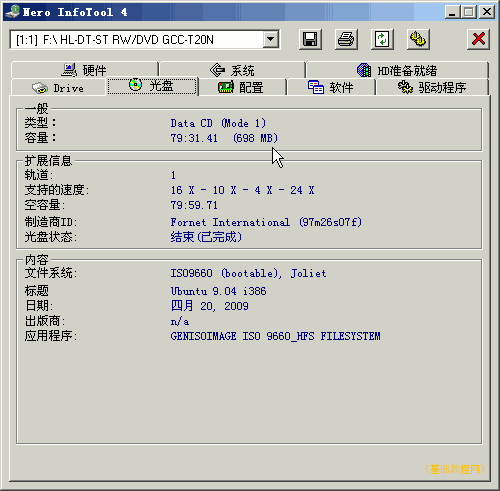 Nero InfoTool 4
[1:1] F:\ HL-DT-ST RW/DVD GCC-T20N
硬件 系统 HD准备就绪
Drive 光盘 配置 软件 驱动程序
一般
类型: Data CD (Mode 1)
容量: 79:31.41 (698 MB)
扩展信息
轨道: 1
支持的速度: 16 X - 10 X - 4 X - 24 X
空容量: 79:59.71
制造商ID: Fornet International (97m26s07f)
光盘状态: 结束(已完成)
内容
文件系统: ISO9660 (bootable), Joliet
标题 Ubuntu 9.04 i386
日期: 四月 20, 2009
出版商: n/a
应用程序: GENISOIMAGE ISO 9660_HFS FILESYSTEM